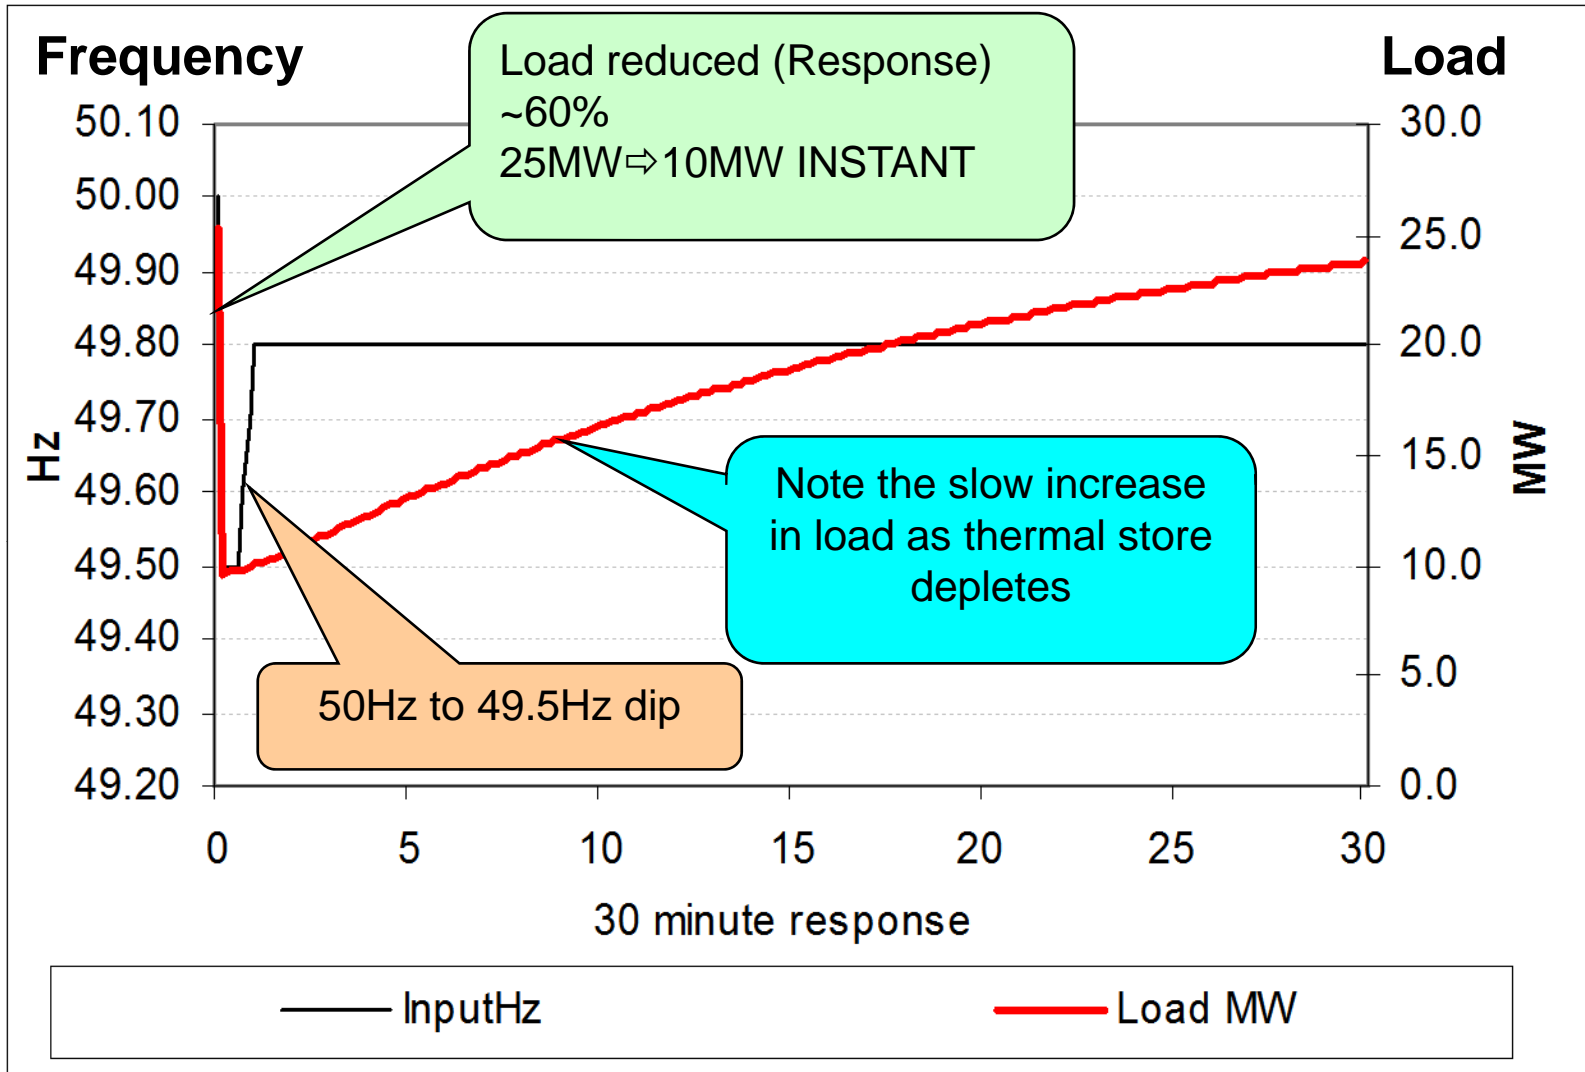 Frequency
Load
Load reduced (Response)
~60%
25MW⇨10MW INSTANT
50.10
50.00
49.90
49.80
49.70
49.60
49.50
49.40
49.30
49.20
Hz
30.0
25.0
20.0
15.0
10.0
5.0
0.0
MW
Note the slow increase
in load as thermal store
depletes
50Hz to 49.5Hz dip
0 5 10 15 20 25 30
30 minute response
InputHz
Load MW